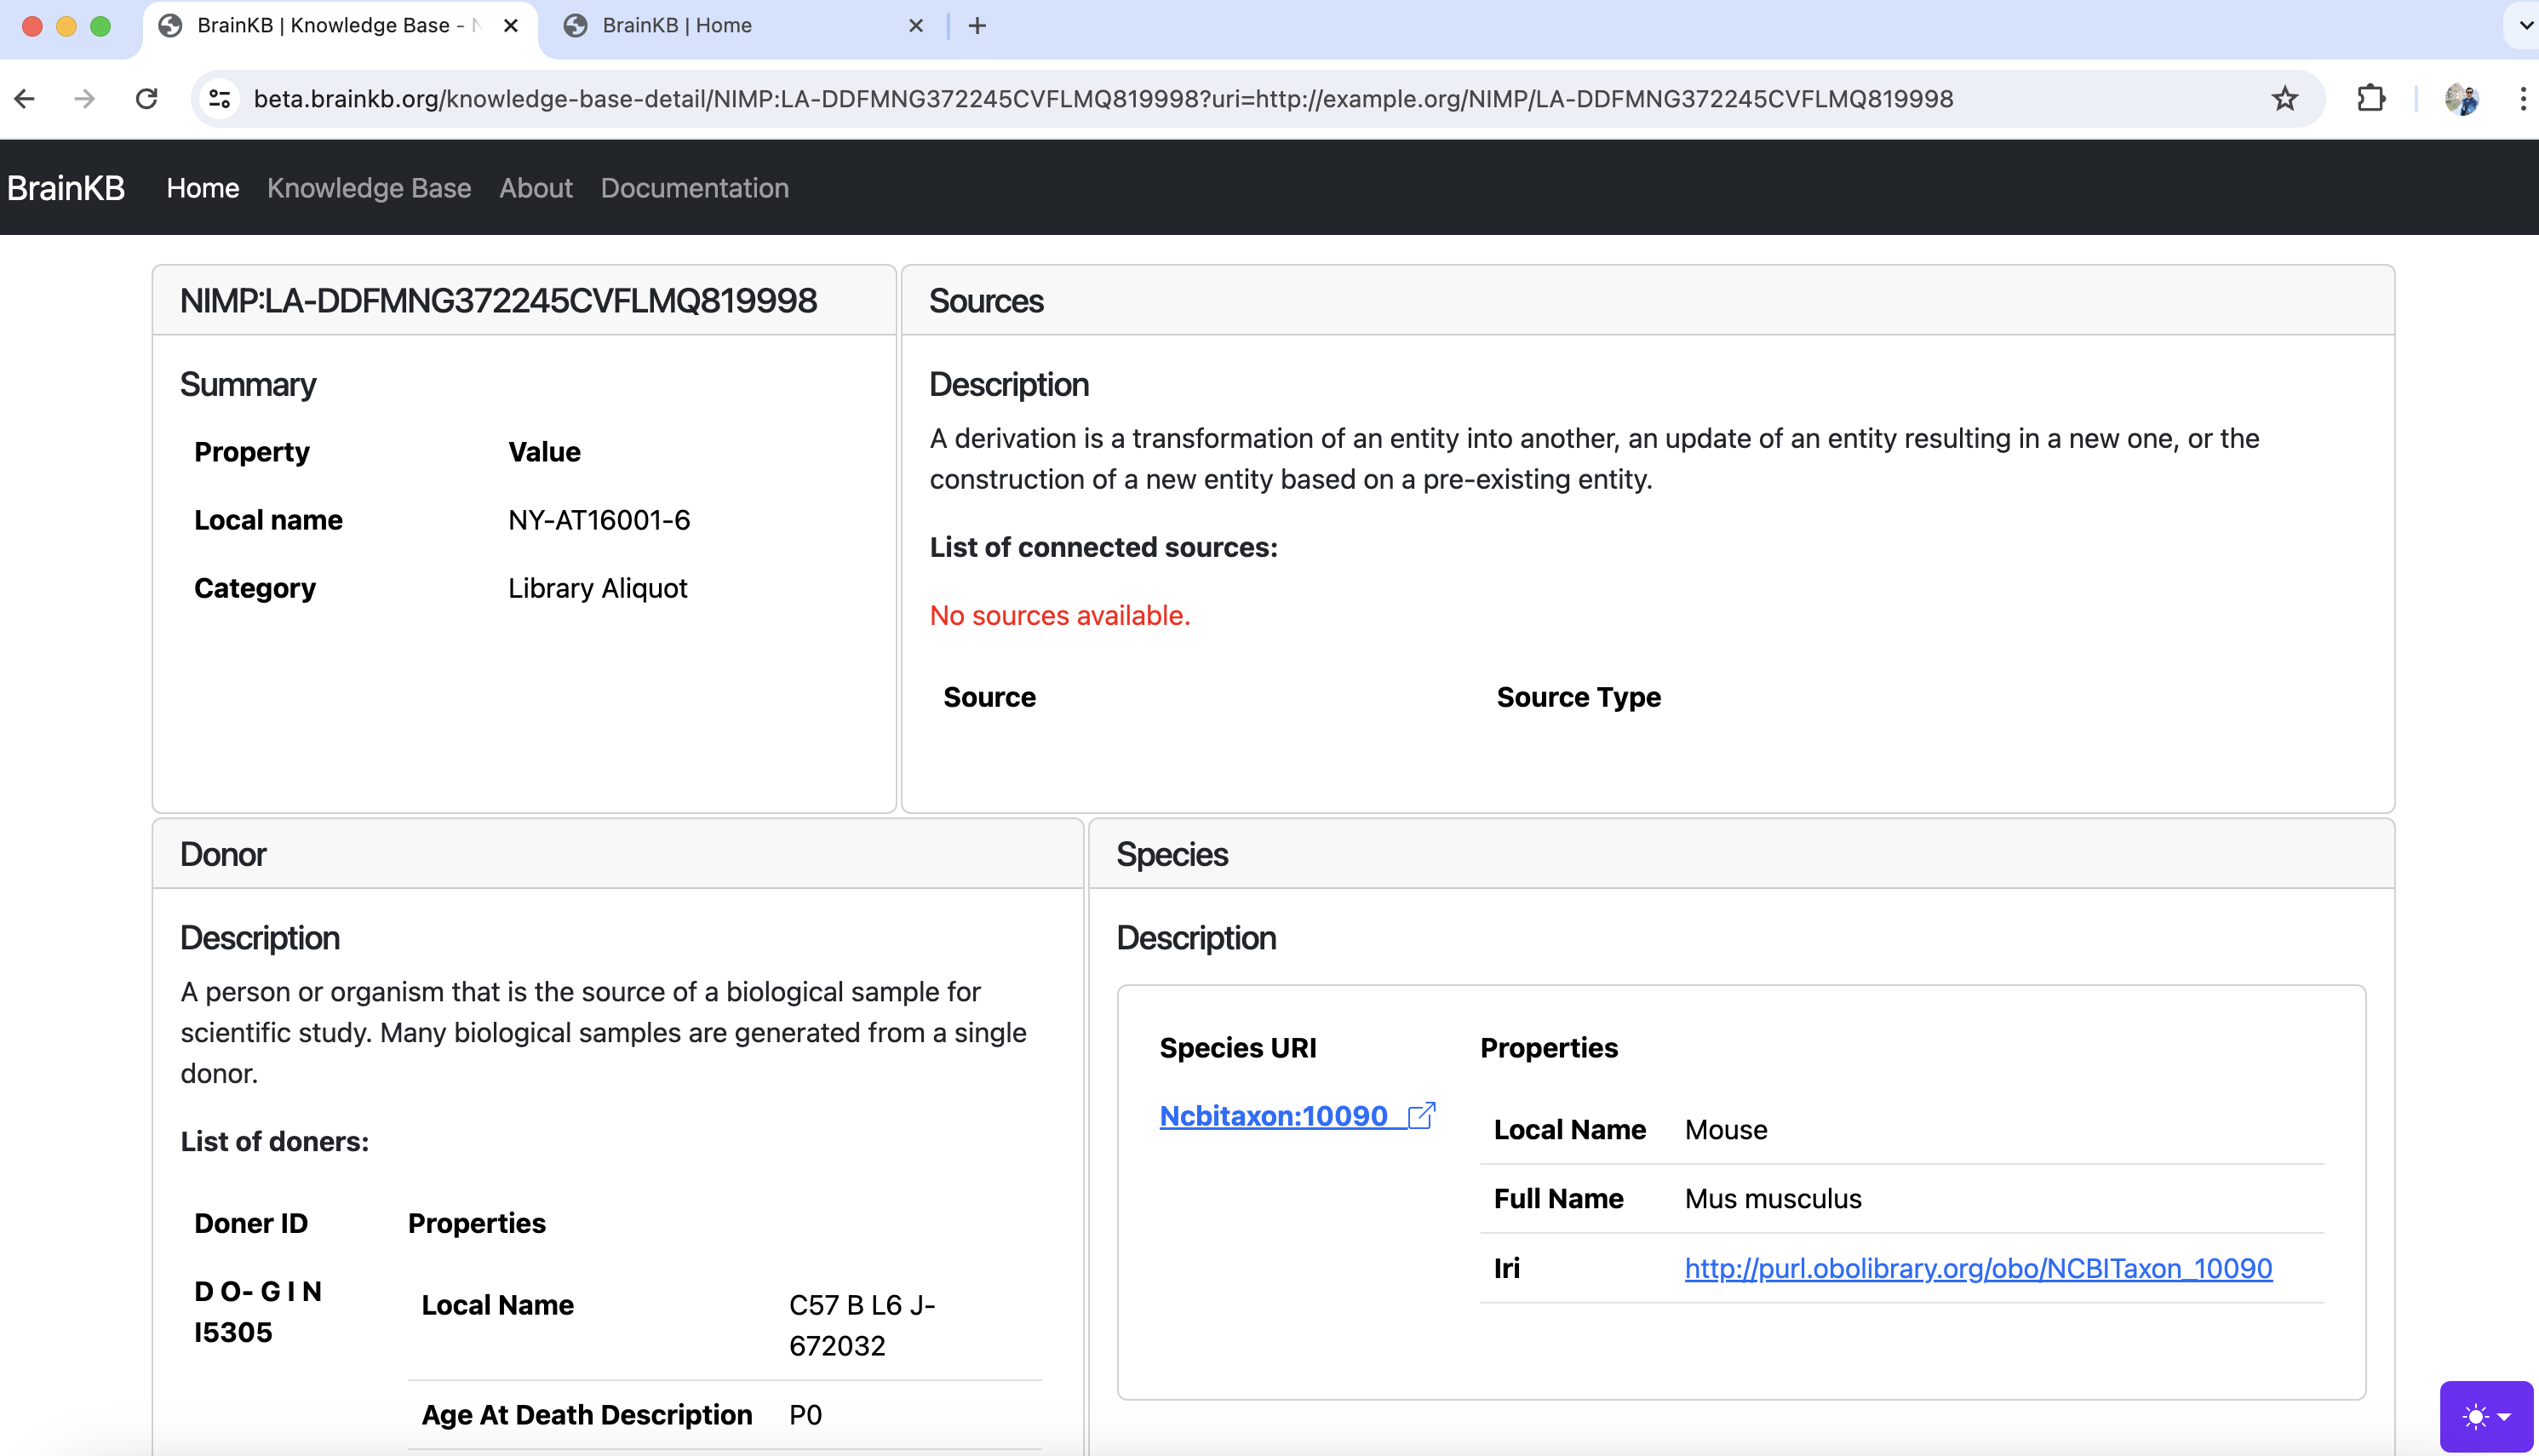 BrainKB | Knowledge Base -
BrainKB | Home
beta.brainkb.org/knowledge-base-detail/NIMP:LA-DDFMNG372245CVFLMQ819998?uri=http://example.org/NIMP/LA-DDFMNG372245CVFLMQ819998
BrainKB Home Knowledge Base About Documentation
NIMP:LA-DDFMNG372245CVFLMQ819998
Summary
Property Value
Local name NY-AT16001-6
Category Library Aliquot
Sources
Description
A derivation is a transformation of an entity into another, an update of an entity resulting in a new one, or the
construction of a new entity based on a pre-existing entity.
List of connected sources:
No sources available.
Source Source Type
Donor
Description
A person or organism that is the source of a biological sample for
scientific study. Many biological samples are generated from a single
donor.
List of doners:
Doner ID Properties
D O- G I N
I5305
Local Name C57 B L6 J-
672032
Age At Death Description P0
Species
Description
Species URI Properties
Ncbitaxon:10090
Local Name Mouse
Full Name Mus musculus
Iri http://purl.obolibrary.org/obo/NCBITaxon_10090